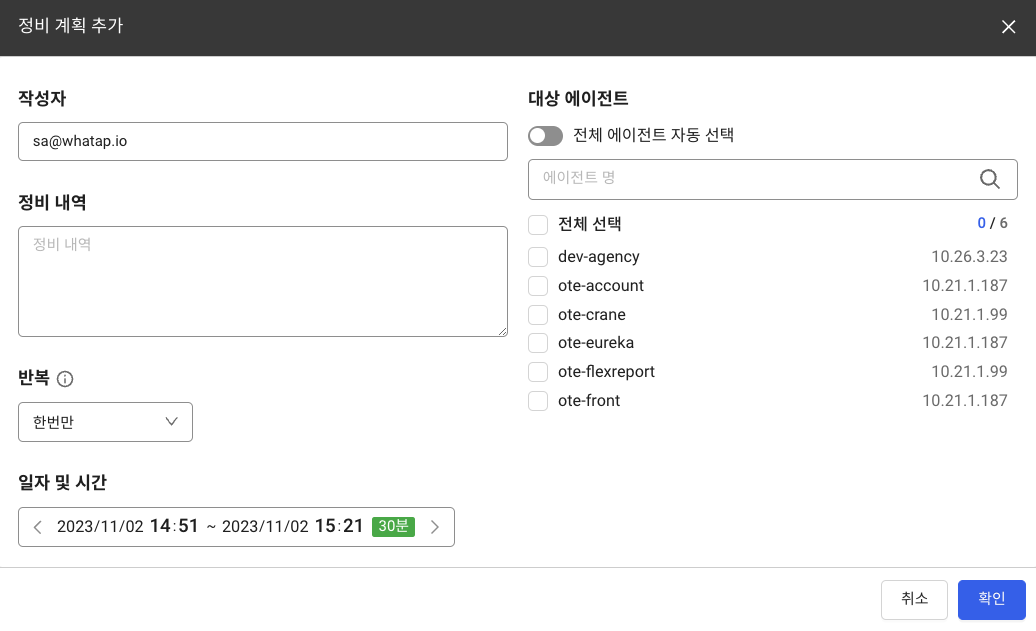 정비 계획 추가
작성자
sa@whatap.io
정비 내역
정비 내역
반복
한번만
일자 및 시간
2023/11/02 14:51 ~ 2023/11/02 15:21 30분
대상 에이전트
전체 에이전트 자동 선택
에이전트 명
전체 선택 0 / 6
dev-agency 10.26.3.23
ote-account 10.21.1.187
ote-crane 10.21.1.99
ote-eureka 10.21.1.187
ote-flexreport 10.21.1.99
ote-front 10.21.1.187
취소 확인